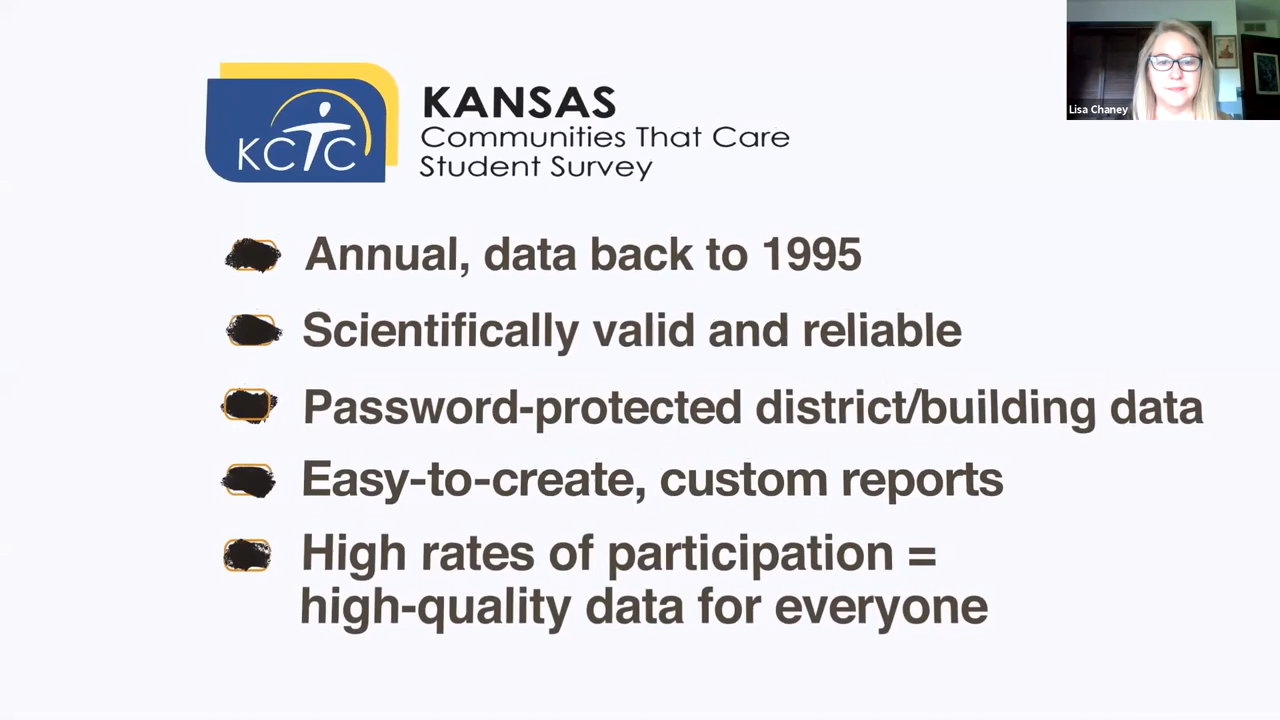 KCTC
KANSAS
Communities That Care
Student Survey
Lisa Chaney
Annual, data back to 1995
Scientifically valid and reliable
Password-protected district/building data
Easy-to-create, custom reports
High rates of participation =
high-quality data for everyone